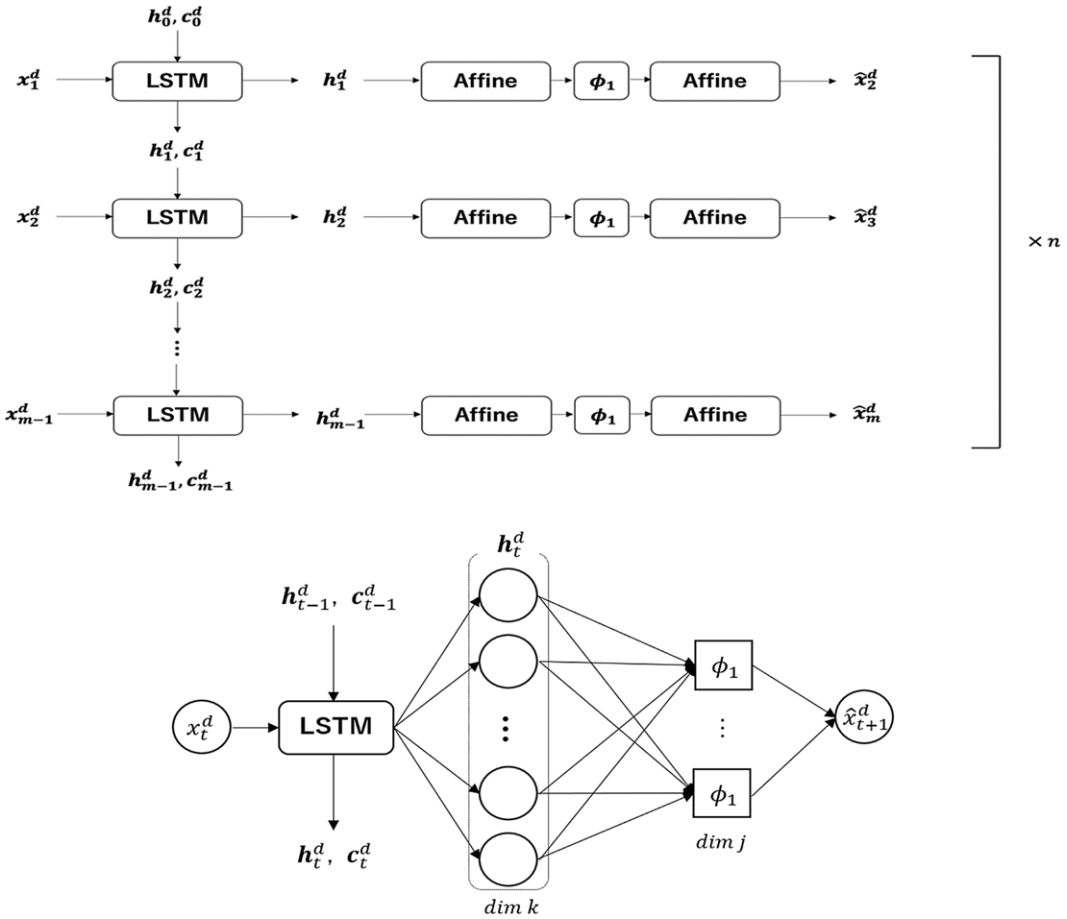 h_0^d, c_0^d
x_1^d LSTM h_1^d Affine ϕ_1 Affine x̂_2^d
h_1^d, c_1^d
x_2^d LSTM h_2^d Affine ϕ_1 Affine x̂_3^d
× n
h_2^d, c_2^d
⋮
x_{m-1}^d LSTM h_{m-1}^d Affine ϕ_1 Affine x̂_m^d
h_{m-1}^d, c_{m-1}^d
h_t^d
h_{t-1}^d, c_{t-1}^d
ϕ_1
x_t^d LSTM ⋮ ⋮ x̂_{t+1}^d
ϕ_1
dim j
h_t^d, c_t^d
dim k